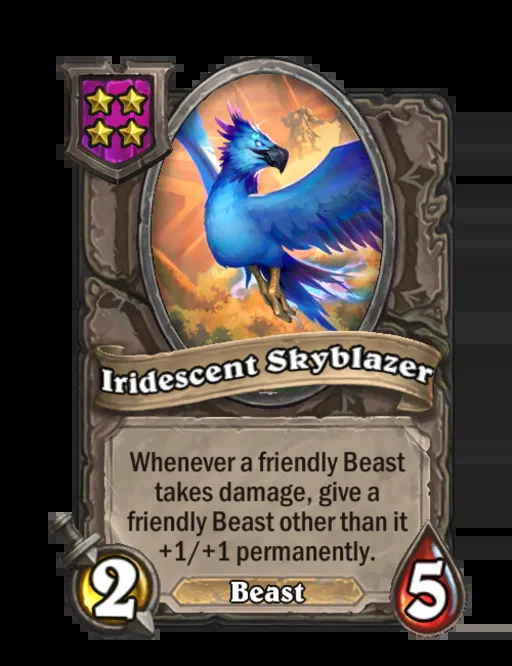 Iridescent Skyblazer
Whenever a friendly Beast
takes damage, give a
friendly Beast other than it
+1/+1 permanently.
2
Beast
5